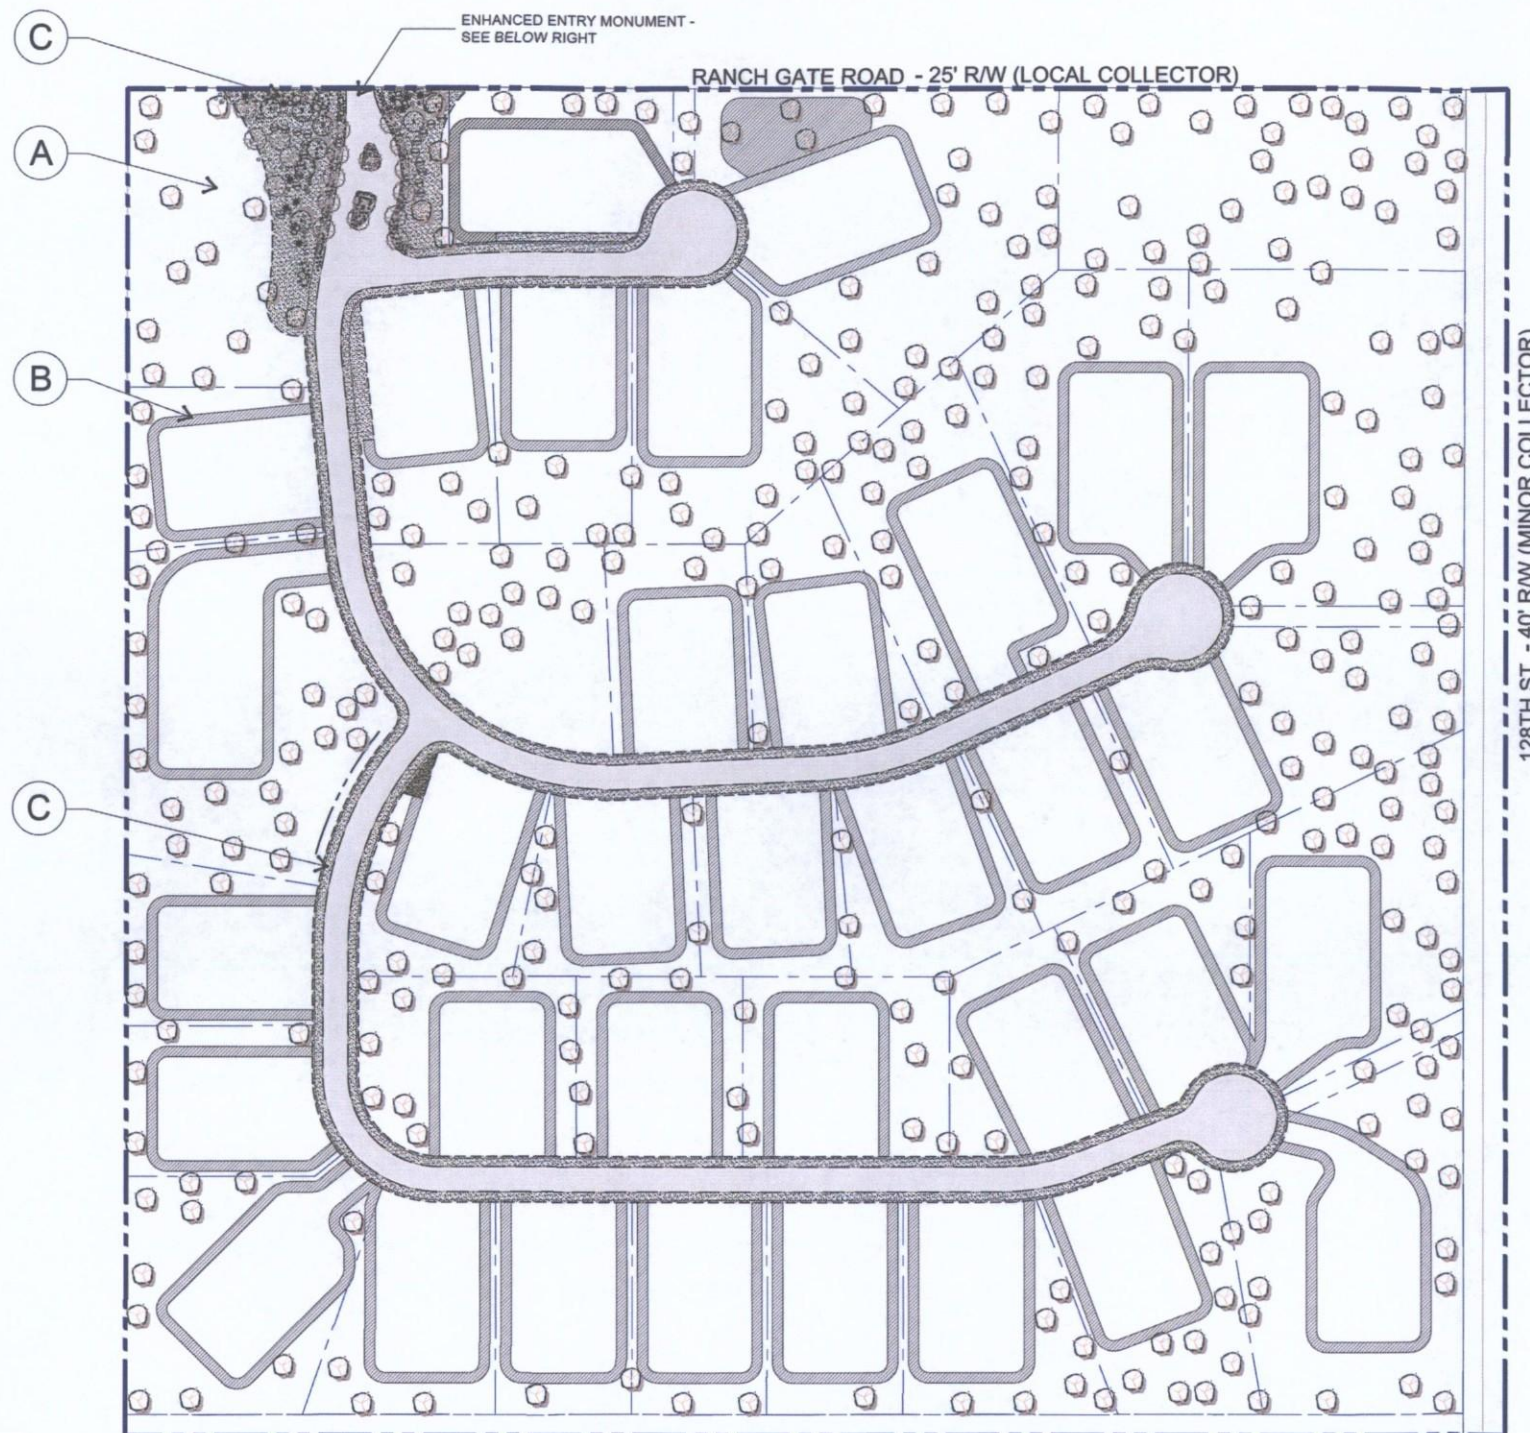 C
ENHANCED ENTRY MONUMENT -
SEE BELOW RIGHT
RANCH GATE ROAD - 25' R/W (LOCAL COLLECTOR)
A
B
128TH ST. - 40' R/W (MINOR COLLECTOR)
C